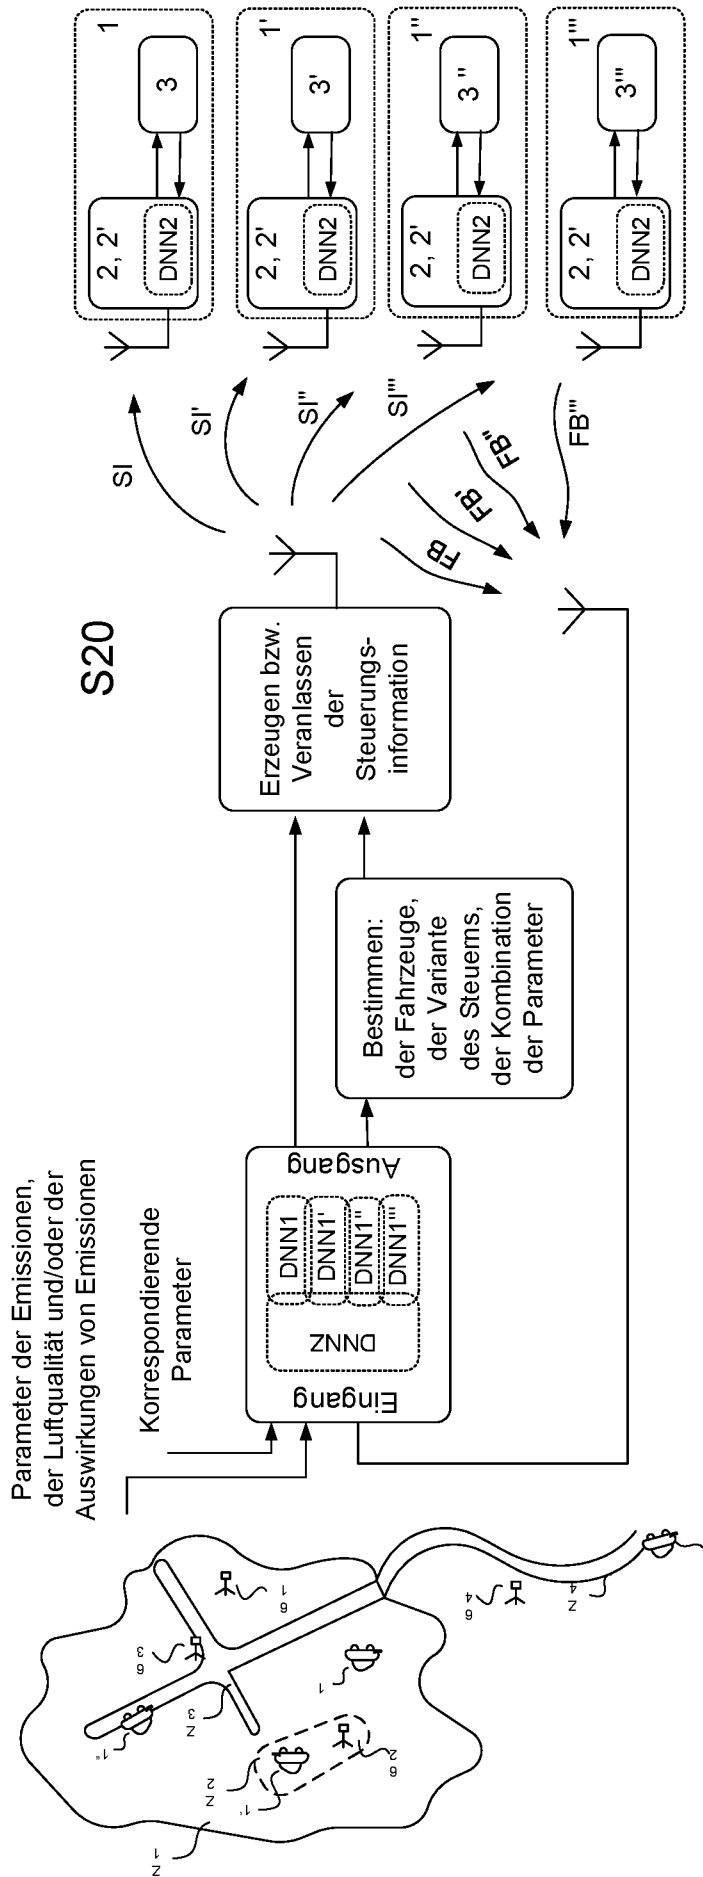 Parameter der Emissionen,
der Luftqualität und/oder der
Auswirkungen von Emissionen
Korrespondierende
Parameter
S20
Eingang
DNNZ
DNN1
DNN1'
DNN1''
DNN1'''
Ausgang
Bestimmen:
der Fahrzeuge,
der Variante
des Steuerns,
der Kombination
der Parameter
Erzeugen bzw.
Veranlassen
der
Steuerungs-
information
SI
SI'
SI''
SI'''
FB
FB'
FB''
FB'''
1
2, 2'
DNN2
3
1'
2, 2'
DNN2
3'
1''
2, 2'
DNN2
3''
1'''
2, 2'
DNN2
3'''
Z
1
Z
2
Z
3
Z
4
6
1
6
2
6
3
6
4
1
1'
1''